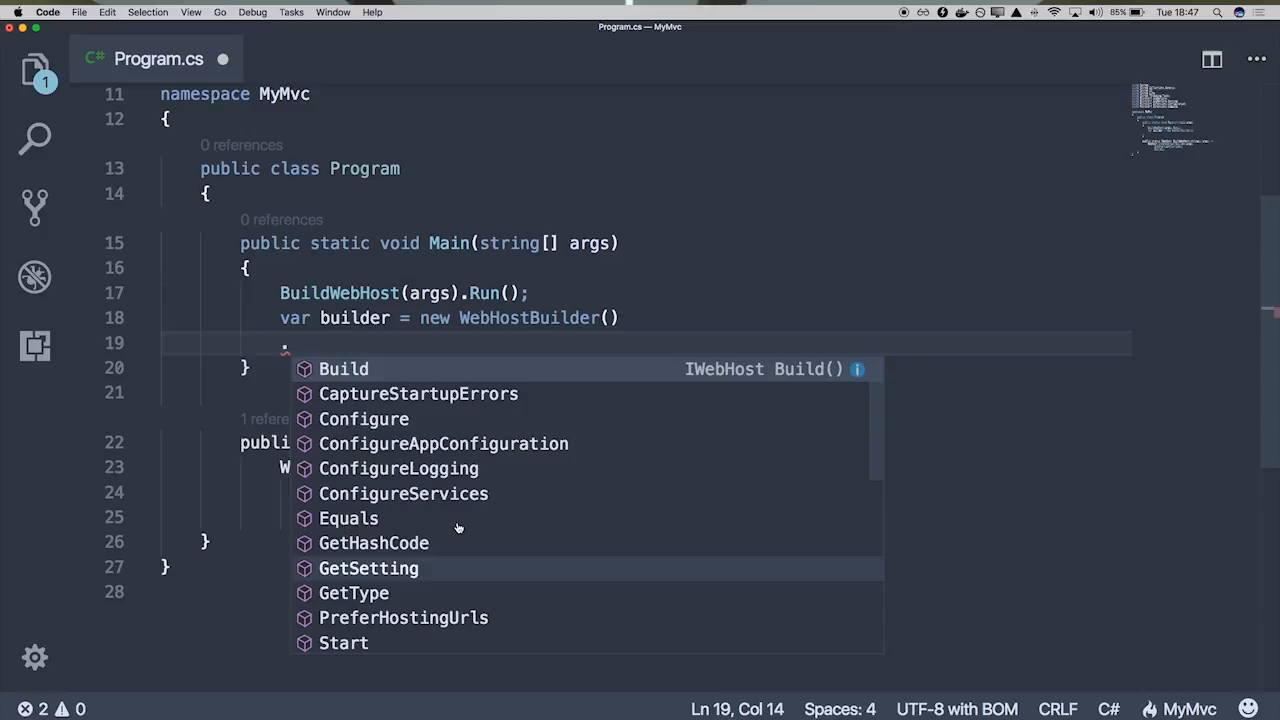 Code File Edit Selection View Go Debug Tasks Window Help 85% Tue 18:47
Program.cs — MyMvc
C# Program.cs
1
11 namespace MyMvc
12 {
0 references
13 public class Program
14 {
0 references
15 public static void Main(string[] args)
16 {
17 BuildWebHost(args).Run();
18 var builder = new WebHostBuilder()
19 .
20 }
21
1 refere
22 publi
23 W
24
25
26 }
27 }
28
Build IWebHost Build()
CaptureStartupErrors
Configure
ConfigureAppConfiguration
ConfigureLogging
ConfigureServices
Equals
GetHashCode
GetSetting
GetType
PreferHostingUrls
Start
2 0 Ln 19, Col 14 Spaces: 4 UTF-8 with BOM CRLF C# MyMvc